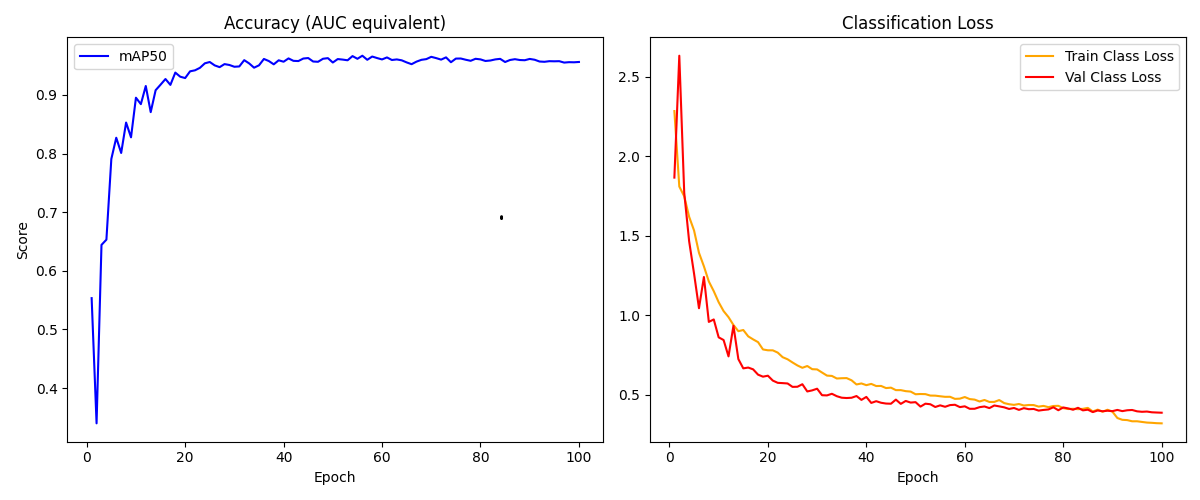 Accuracy (AUC equivalent)
mAP50
0.9
0.8
0.7
0.6
0.5
0.4
Score
0 20 40 60 80 100
Epoch
Classification Loss
Train Class Loss
Val Class Loss
2.5
2.0
1.5
1.0
0.5
0 20 40 60 80 100
Epoch